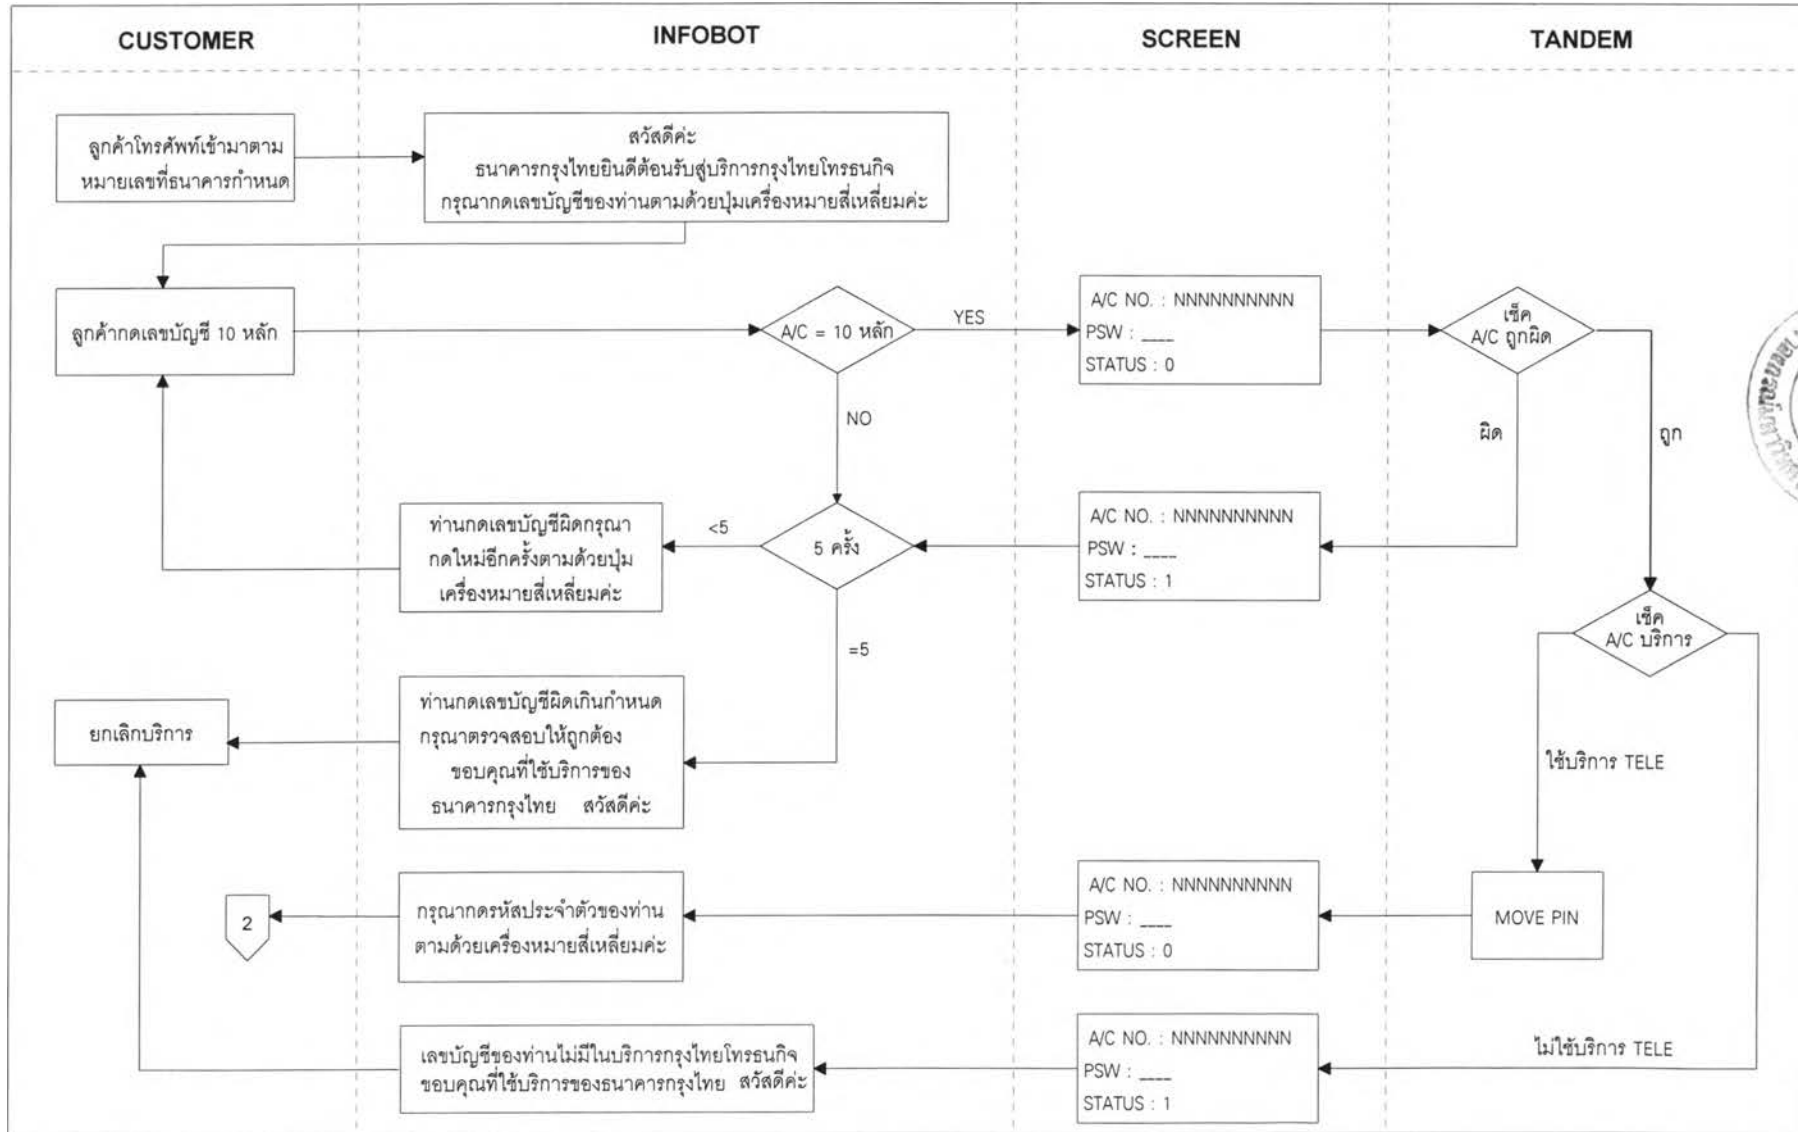 CUSTOMER
INFOBOT
SCREEN
TANDEM
ลูกค้าโทรศัพท์เข้ามาตาม
หมายเลขที่ธนาคารกำหนด
สวัสดีค่ะ
ธนาคารกรุงไทยยินดีต้อนรับสู่บริการกรุงไทยโทรธนกิจ
กรุณากดเลขบัญชีของท่านตามด้วยปุ่มเครื่องหมายสี่เหลี่ยมค่ะ
ลูกค้ากดเลขบัญชี 10 หลัก
A/C = 10 หลัก
YES
NO
A/C NO. : NNNNNNNNNN
PSW : ____
STATUS : 0
เช็ค
A/C ถูกผิด
ผิด
ถูก
ท่านกดเลขบัญชีผิดกรุณา
กดใหม่อีกครั้งตามด้วยปุ่ม
เครื่องหมายสี่เหลี่ยมค่ะ
<5
5 ครั้ง
=5
A/C NO. : NNNNNNNNNN
PSW : ____
STATUS : 1
เช็ค
A/C บริการ
ยกเลิกบริการ
ท่านกดเลขบัญชีผิดเกินกำหนด
กรุณาตรวจสอบให้ถูกต้อง
ขอบคุณที่ใช้บริการของ
ธนาคารกรุงไทย สวัสดีค่ะ
ใช้บริการ TELE
2
กรุณากดรหัสประจำตัวของท่าน
ตามด้วยเครื่องหมายสี่เหลี่ยมค่ะ
A/C NO. : NNNNNNNNNN
PSW : ____
STATUS : 0
MOVE PIN
เลขบัญชีของท่านไม่มีในบริการกรุงไทยโทรธนกิจ
ขอบคุณที่ใช้บริการของธนาคารกรุงไทย สวัสดีค่ะ
A/C NO. : NNNNNNNNNN
PSW : ____
STATUS : 1
ไม่ใช้บริการ TELE